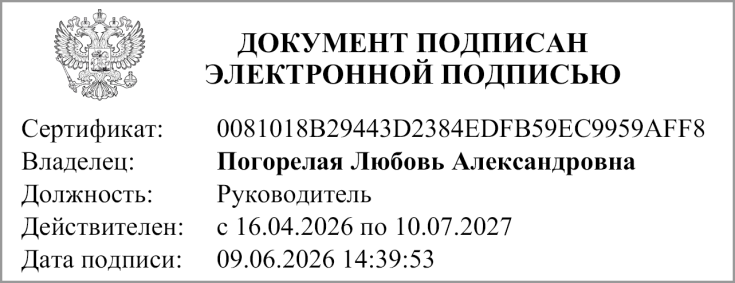 ДОКУМЕНТ ПОДПИСАН
ЭЛЕКТРОННОЙ ПОДПИСЬЮ
Сертификат: 0081018B29443D2384EDFB59EC9959AFF8
Владелец: Погорелая Любовь Александровна
Должность: Руководитель
Действителен: с 16.04.2026 по 10.07.2027
Дата подписи: 09.06.2026 14:39:53